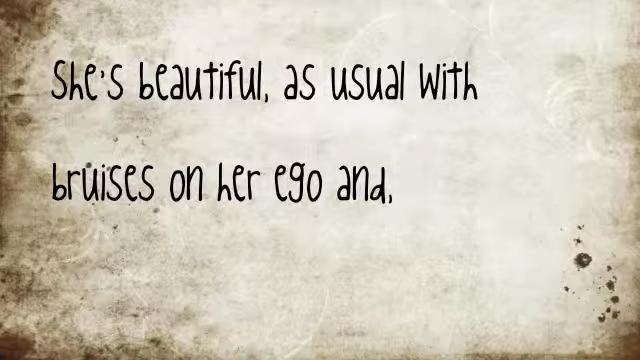 She's beautiful, as usual With
bruises on her ego and,